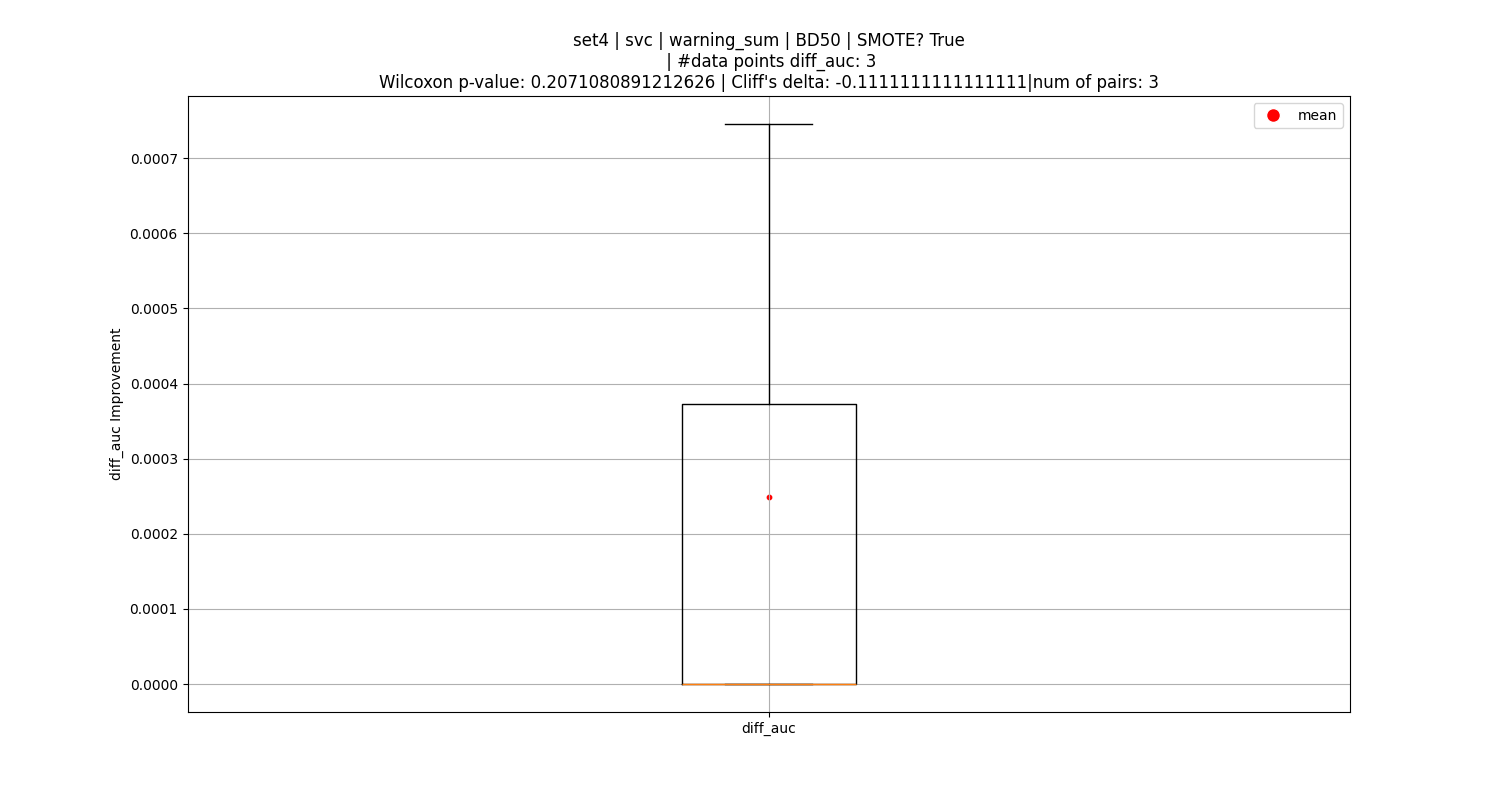 set4 | svc | warning_sum | BD50 | SMOTE? True
| #data points diff_auc: 3
Wilcoxon p-value: 0.2071080891212626 | Cliff's delta: -0.1111111111111111|num of pairs: 3
mean
0.0007
0.0006
0.0005
0.0004
0.0003
0.0002
0.0001
0.0000
diff_auc Improvement
diff_auc